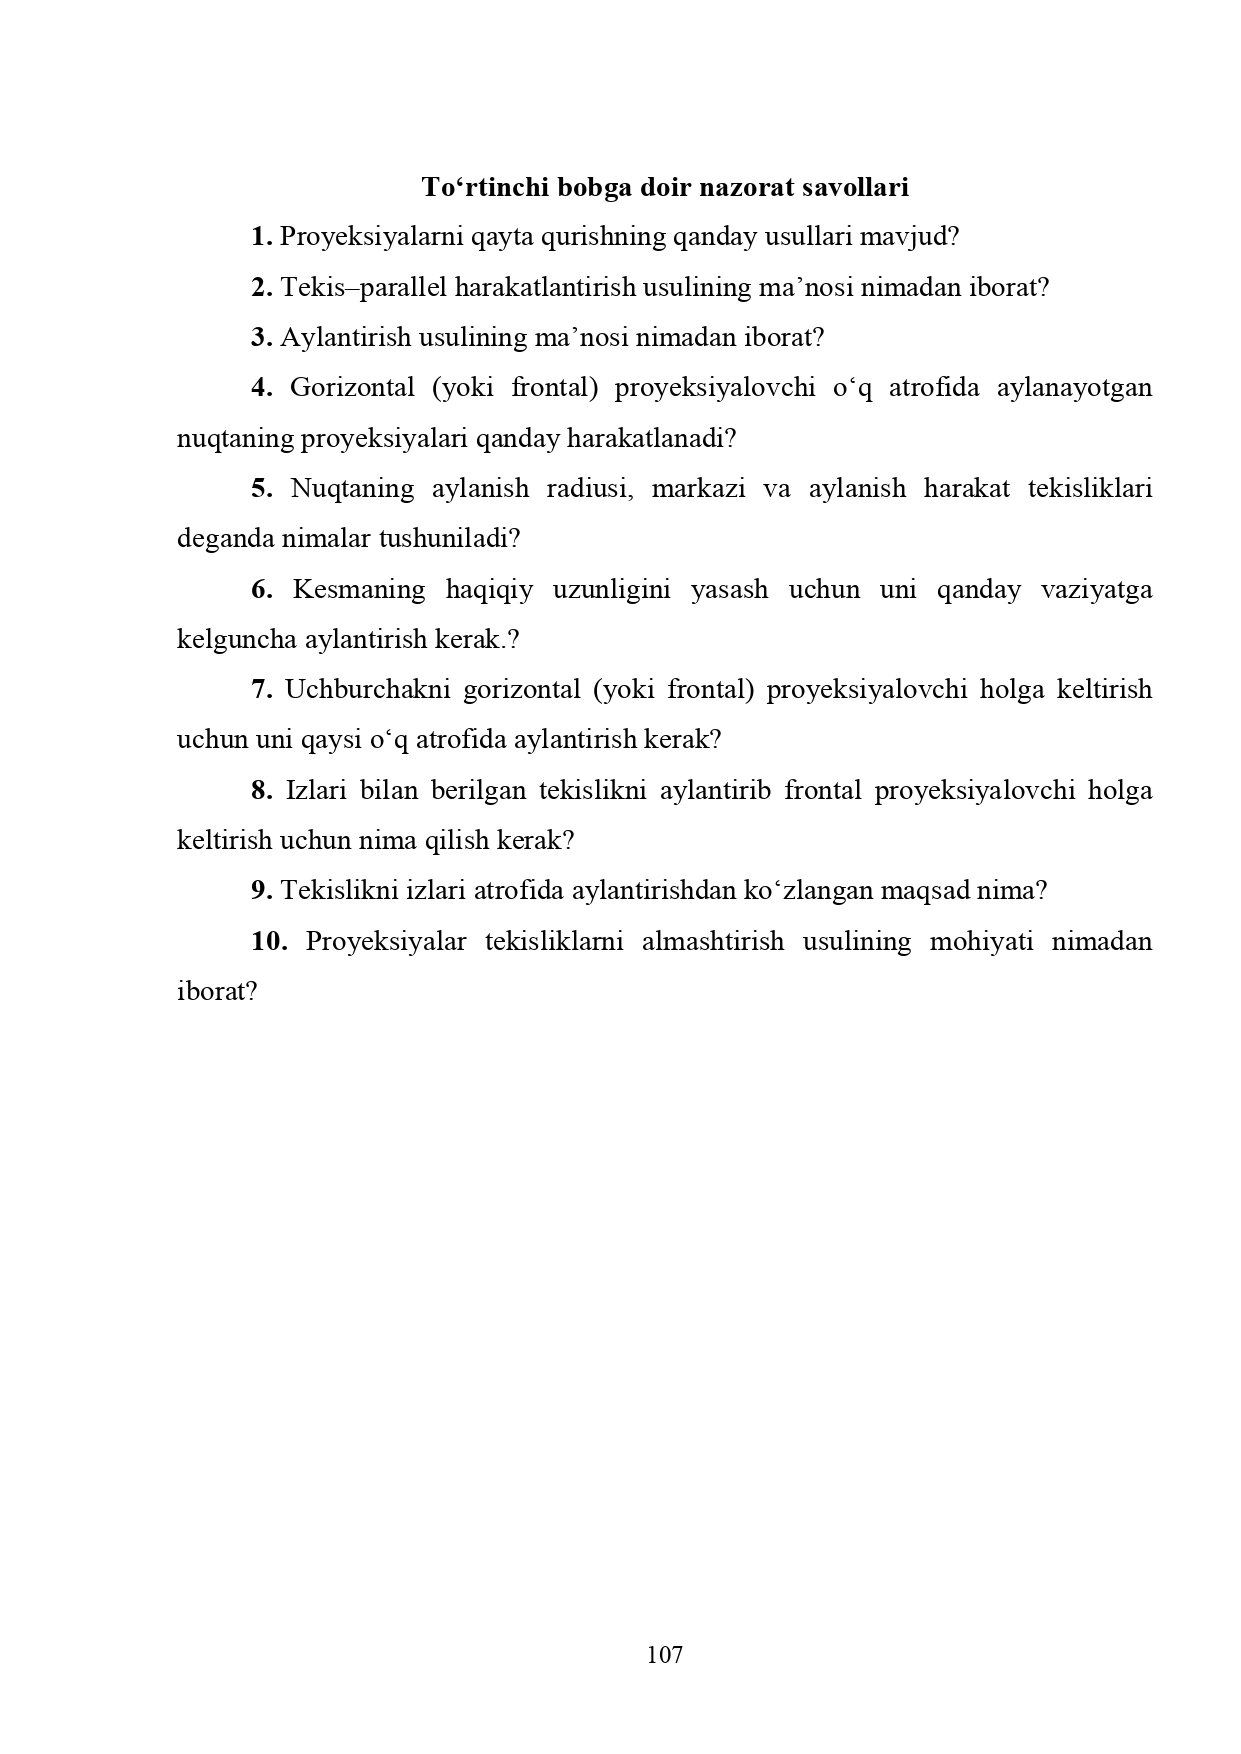 To‘rtinchi bobga doir nazorat savollari
1. Proyeksiyalarni qayta qurishning qanday usullari mavjud?
2. Tekis–parallel harakatlantirish usulining ma’nosi nimadan iborat?
3. Aylantirish usulining ma’nosi nimadan iborat?
4. Gorizontal (yoki frontal) proyeksiyalovchi o‘q atrofida aylanayotgan
nuqtaning proyeksiyalari qanday harakatlanadi?
5. Nuqtaning aylanish radiusi, markazi va aylanish harakat tekisliklari
deganda nimalar tushuniladi?
6. Kesmaning haqiqiy uzunligini yasash uchun uni qanday vaziyatga
kelguncha aylantirish kerak.?
7. Uchburchakni gorizontal (yoki frontal) proyeksiyalovchi holga keltirish
uchun uni qaysi o‘q atrofida aylantirish kerak?
8. Izlari bilan berilgan tekislikni aylantirib frontal proyeksiyalovchi holga
keltirish uchun nima qilish kerak?
9. Tekislikni izlari atrofida aylantirishdan ko‘zlangan maqsad nima?
10. Proyeksiyalar tekisliklarni almashtirish usulining mohiyati nimadan
iborat?
107